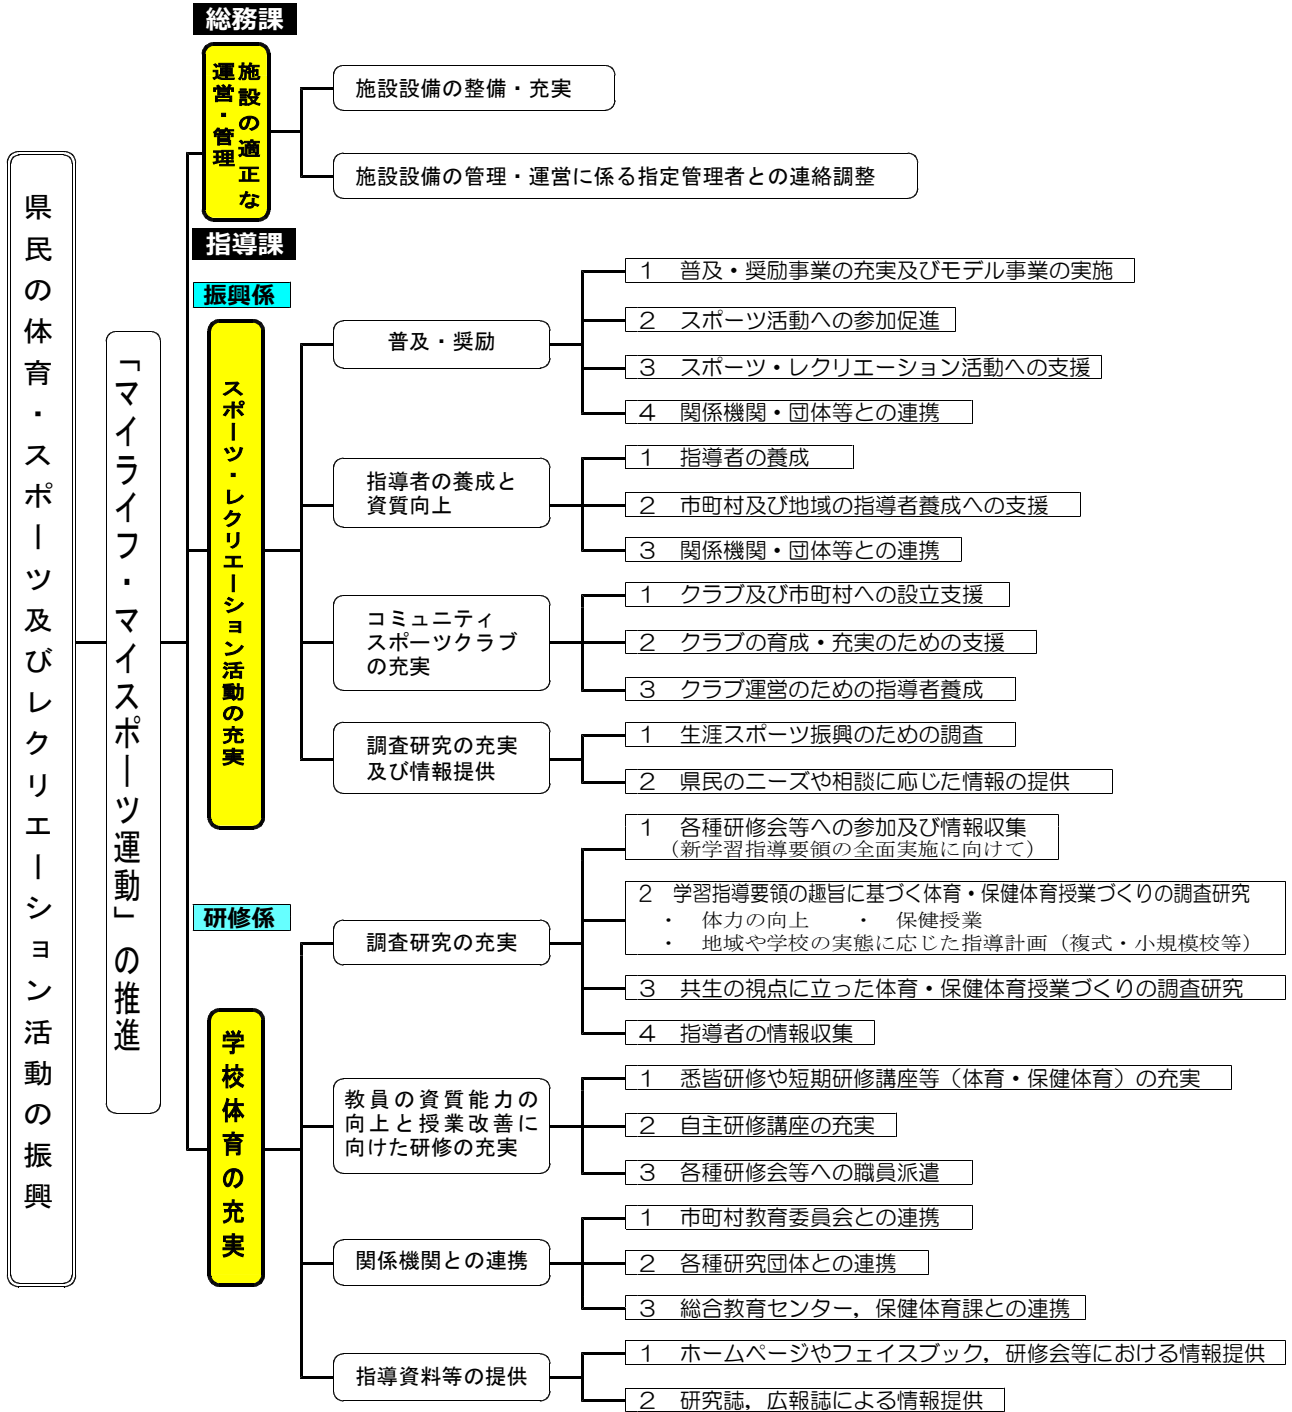 県民の体育・スポーツ及びレクリエーション活動の振興
「マイライフ・マイスポーツ運動」の推進
総務課
施設の適正な
運営・管理
施設設備の整備・充実
施設設備の管理・運営に係る指定管理者との連絡調整
指導課
振興係
スポーツ・レクリエーション活動の充実
普及・奨励
1 普及・奨励事業の充実及びモデル事業の実施
2 スポーツ活動への参加促進
3 スポーツ・レクリエーション活動への支援
4 関係機関・団体等との連携
指導者の養成と
資質向上
1 指導者の養成
2 市町村及び地域の指導者養成への支援
3 関係機関・団体等との連携
コミュニティ
スポーツクラブ
の充実
1 クラブ及び市町村への設立支援
2 クラブの育成・充実のための支援
3 クラブ運営のための指導者養成
調査研究の充実
及び情報提供
1 生涯スポーツ振興のための調査
2 県民のニーズや相談に応じた情報の提供
研修係
学校体育の充実
調査研究の充実
1 各種研修会等への参加及び情報収集
（新学習指導要領の全面実施に向けて）
2 学習指導要領の趣旨に基づく体育・保健体育授業づくりの調査研究
・ 体力の向上 ・ 保健授業
・ 地域や学校の実態に応じた指導計画（複式・小規模校等）
3 共生の視点に立った体育・保健体育授業づくりの調査研究
4 指導者の情報収集
教員の資質能力の
向上と授業改善に
向けた研修の充実
1 悉皆研修や短期研修講座等（体育・保健体育）の充実
2 自主研修講座の充実
3 各種研修会等への職員派遣
関係機関との連携
1 市町村教育委員会との連携
2 各種研究団体との連携
3 総合教育センター，保健体育課との連携
指導資料等の提供
1 ホームページやフェイスブック，研修会等における情報提供
2 研究誌，広報誌による情報提供